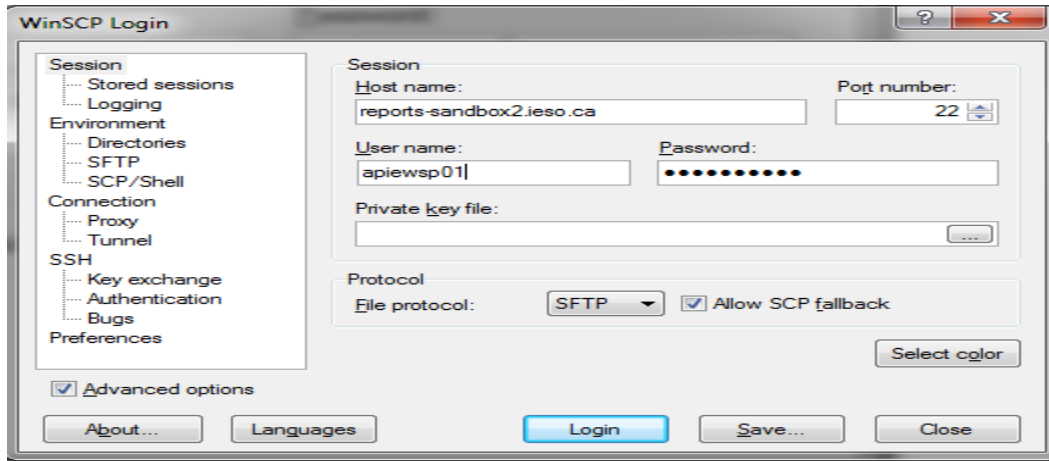 WinSCP Login
Session
Stored sessions
Logging
Environment
Directories
SFTP
SCP/Shell
Connection
Proxy
Tunnel
SSH
Key exchange
Authentication
Bugs
Preferences
Advanced options
Session
Host name: Port number:
reports-sandbox2.ieso.ca 22
User name: Password:
apiewsp01 ●●●●●●●●●●
Private key file:
...
Protocol
File protocol: SFTP Allow SCP fallback
Select color
About... Languages Login Save... Close